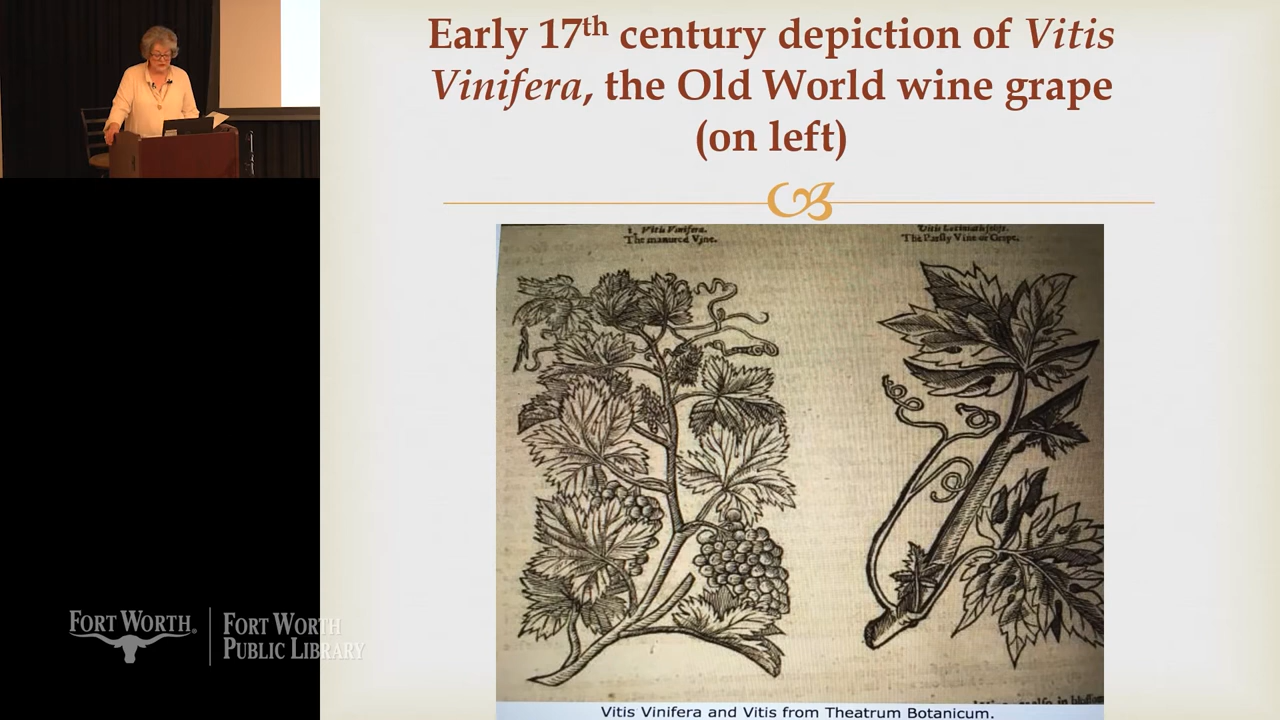 Early 17th century depiction of Vitis
Vinifera, the Old World wine grape
(on left)
1. Vitis Vinifera.
The manured Vine.
The Parsly Vine or Grape.
Vitis Vinifera and Vitis from Theatrum Botanicum.
FORT WORTH®
FORT WORTH
PUBLIC LIBRARY